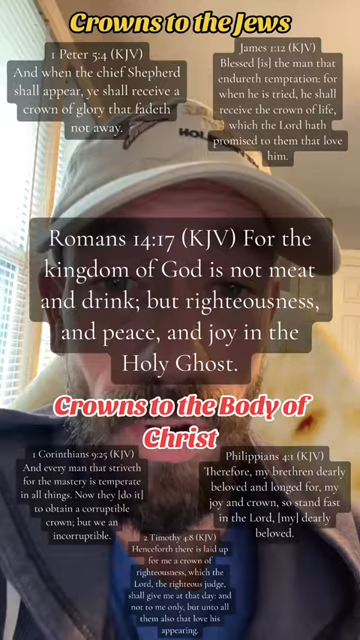 Crowns to the Jews
1 Peter 5:4 (KJV)
And when the chief Shepherd
shall appear, ye shall receive a
crown of glory that fadeth
not away.
James 1:12 (KJV)
Blessed [is] the man that
endureth temptation: for
when he is tried, he shall
receive the crown of life,
which the Lord hath
promised to them that love
him.
HOL
Romans 14:17 (KJV) For the
kingdom of God is not meat
and drink; but righteousness,
and peace, and joy in the
Holy Ghost.
Crowns to the Body of
Christ
1 Corinthians 9:25 (KJV)
And every man that striveth
for the mastery is temperate
in all things. Now they [do it]
to obtain a corruptible
crown; but we an
incorruptible.
Philippians 4:1 (KJV)
Therefore, my brethren dearly
beloved and longed for, my
joy and crown, so stand fast
in the Lord, [my] dearly
beloved.
2 Timothy 4:8 (KJV)
Henceforth there is laid up
for me a crown of
righteousness, which the
Lord, the righteous judge,
shall give me at that day: and
not to me only, but unto all
them also that love his
appearing.